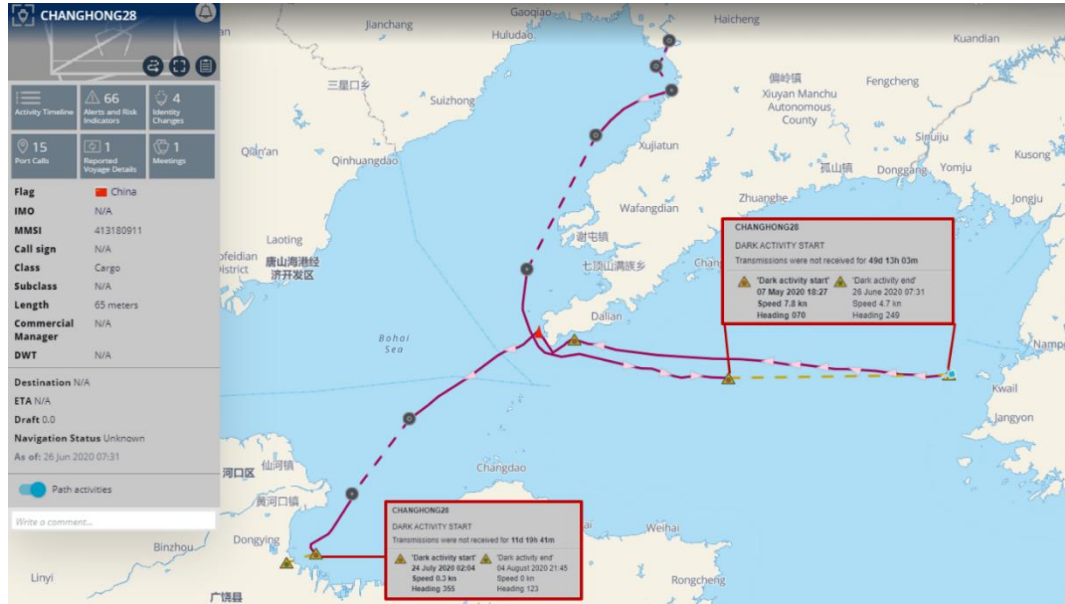 CHANGHONG28
Activity Timeline
66
Alerts and Risk
Indicators
4
Identity
Changes
15
Port Calls
1
Reported
Voyage Details
1
Meetings
Flag China
IMO N/A
MMSI 413180911
Call sign N/A
Class Cargo
Subclass N/A
Length 65 meters
Commercial
Manager N/A
DWT N/A
Destination N/A
ETA N/A
Draft 0.0
Navigation Status Unknown
As of: 26 Jun 2020 07:31
Path activities
Write a comment...
Gaoqiao
Jianchang
Huludao
Haicheng
Kuandian
三星口乡
Suizhong
偏岭镇
Xiuyan Manchu
Autonomous
County
Fengcheng
Qinhuangdao
Xujiatun
孤山镇
Sinuiju
Donggang
Yomju
Kusong
Zhuanghe
Jongju
Wafangdian
Laoting
feidian
District
唐山海港经
济开发区
谢屯镇
七顶山满族乡
Dalian
Bohai
Sea
Kwail
Jangyon
Changdao
河口区
仙河镇
黄河口镇
Dongying
Binzhou
Linyi
广饶县
Weihai
Rongcheng
CHANGHONG28
DARK ACTIVITY START
Transmissions were not received for 49d 13h 03m
'Dark activity start' 'Dark activity end'
07 May 2020 18:27 26 June 2020 07:31
Speed 7.8 kn Speed 4.7 kn
Heading 070 Heading 249
CHANGHONG28
DARK ACTIVITY START
Transmissions were not received for 11d 19h 41m
'Dark activity start' 'Dark activity end'
24 July 2020 02:04 04 August 2020 21:45
Speed 0.3 kn Speed 0 kn
Heading 355 Heading 123